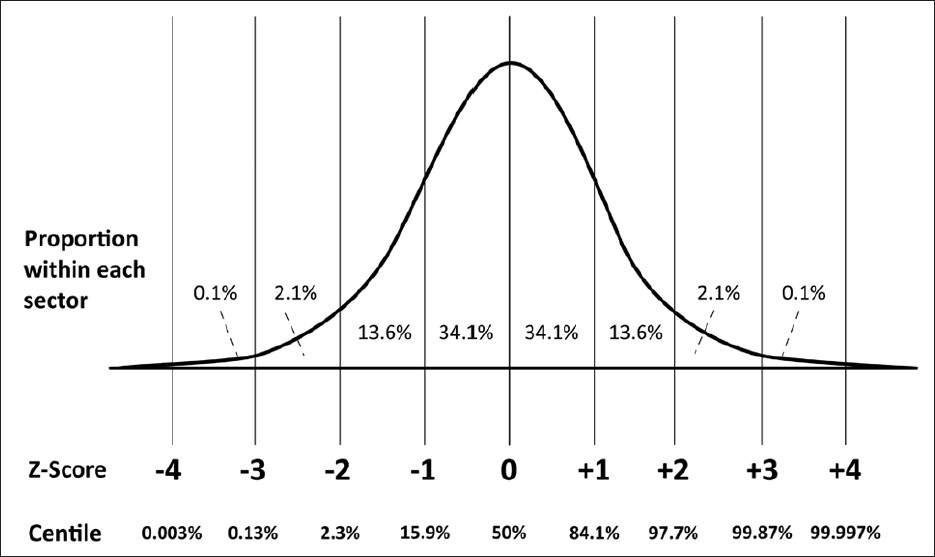 Proportion
within each
sector
0.1%
2.1%
2.1%
0.1%
13.6%
34.1%
34.1%
13.6%
Z-Score -4 -3 -2 -1 0 +1 +2 +3 +4
Centile 0.003% 0.13% 2.3% 15.9% 50% 84.1% 97.7% 99.87% 99.997%